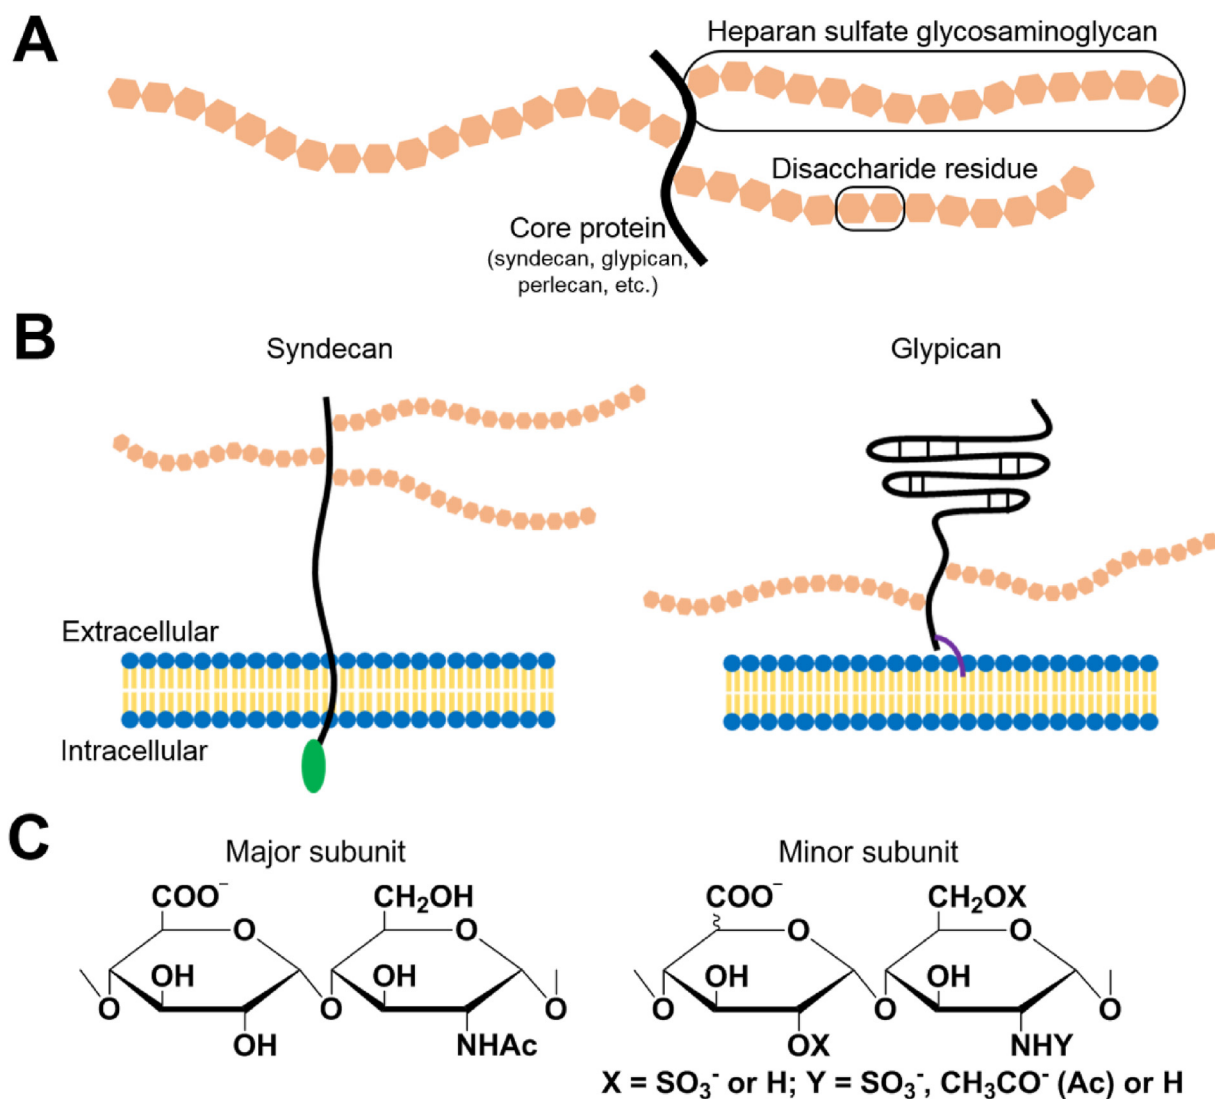 A
Heparan sulfate glycosaminoglycan
Disaccharide residue
Core protein
(syndecan, glypican,
perlecan, etc.)
B
Syndecan
Glypican
Extracellular
Intracellular
C
Major subunit
Minor subunit
COO⁻
CH₂OH
COO⁻
CH₂OX
O
O
O
O
OH
OH
OH
OH
O
O
O
O
O
O
OH
NHAc
OX
NHY
X = SO₃⁻ or H; Y = SO₃⁻, CH₃CO⁻ (Ac) or H